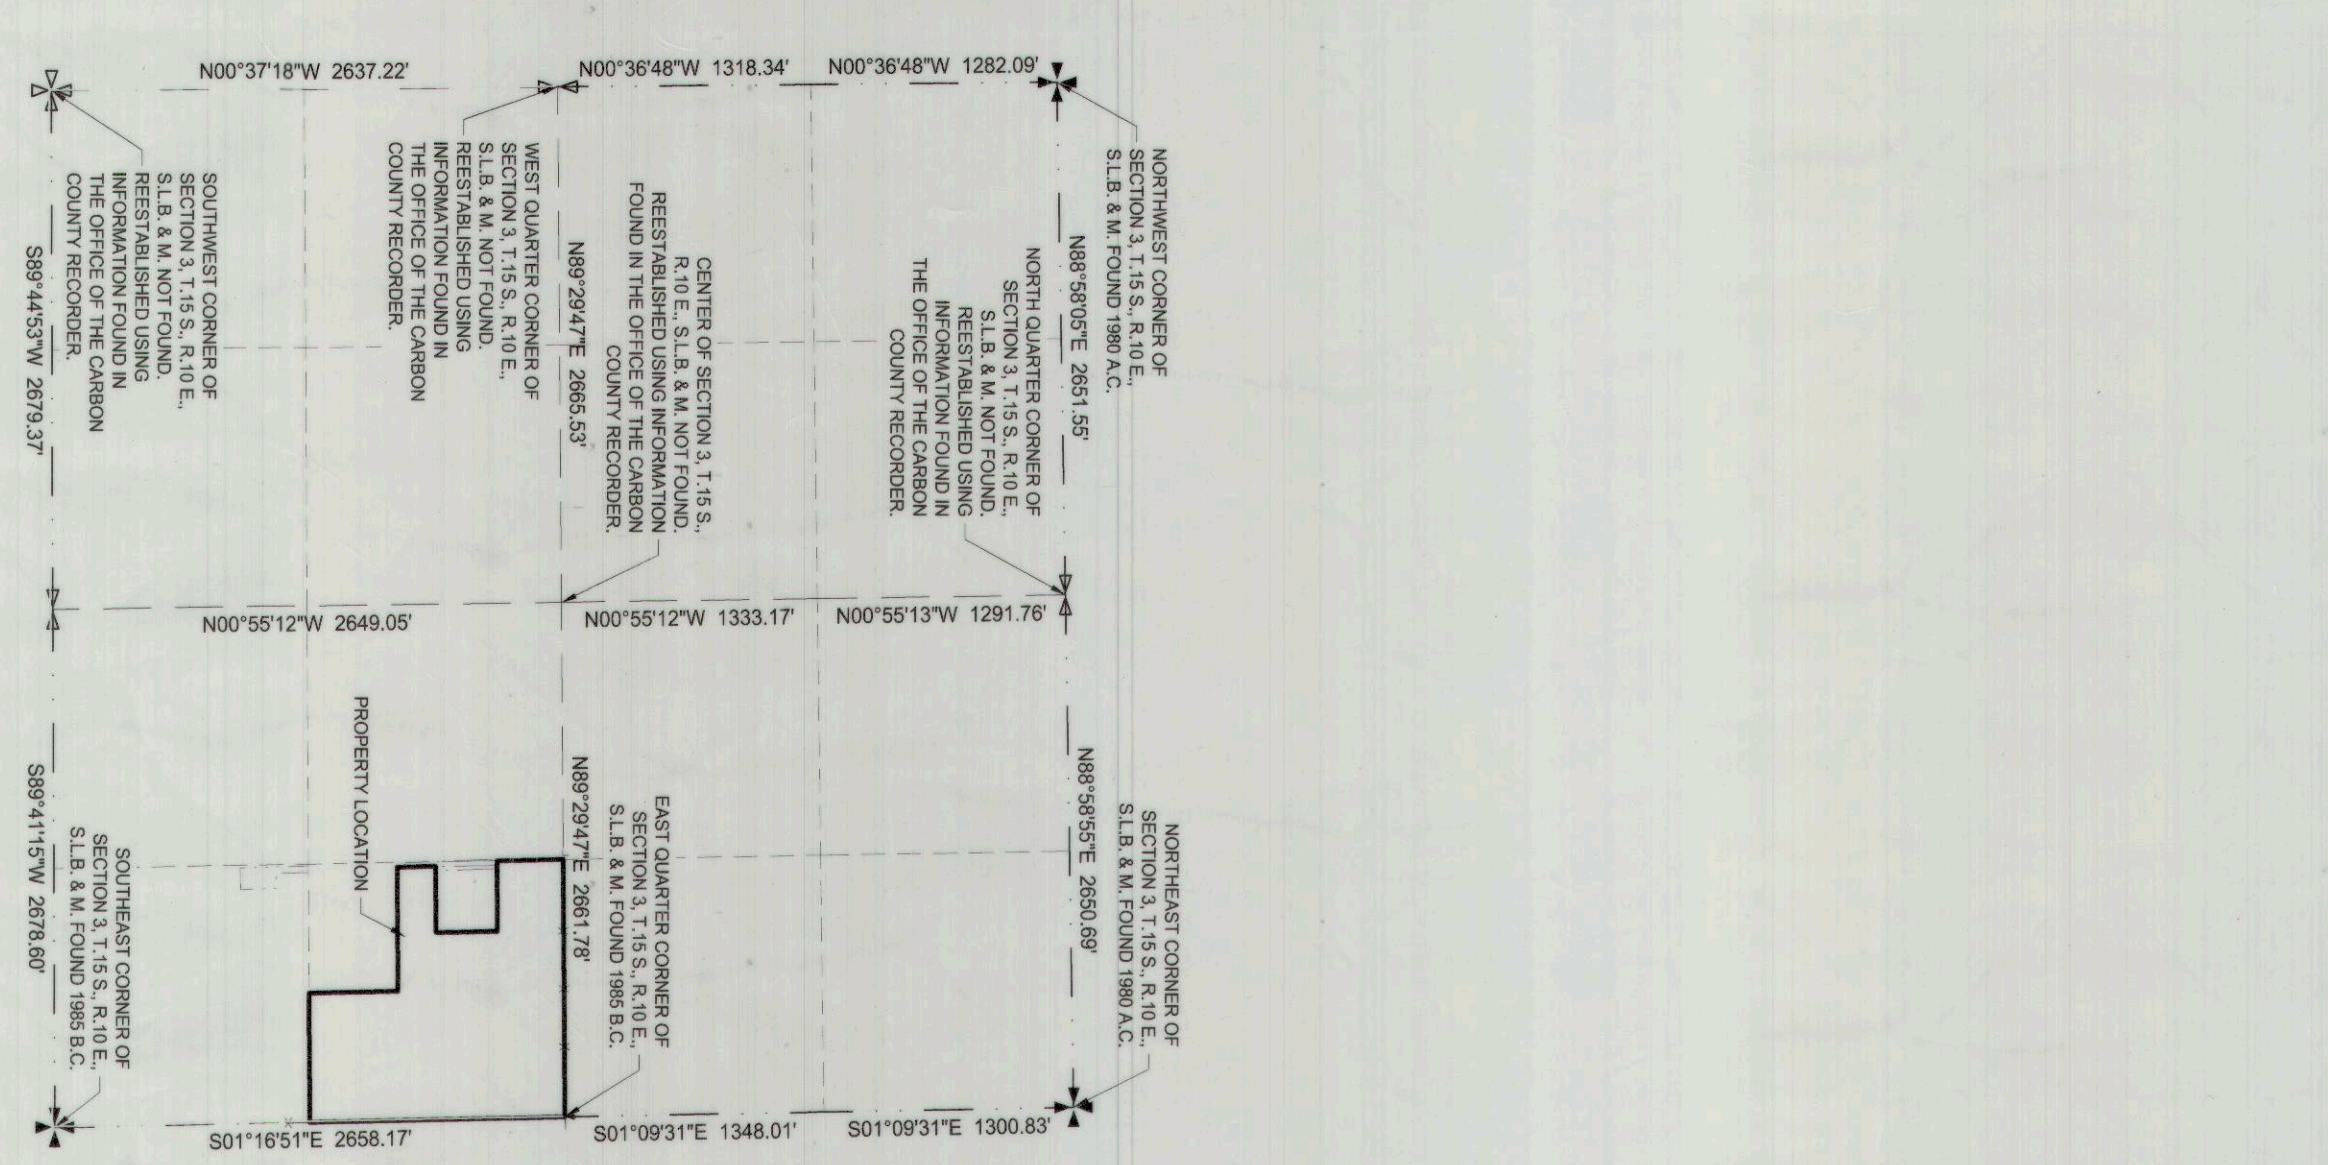 N00°37'18"W 2637.22'
N00°36'48"W 1318.34'
N00°36'48"W 1282.09'
NORTHWEST CORNER OF
SECTION 3, T.15 S., R.10 E.,
S.L.B. & M. FOUND 1980 A.C.
N88°58'05"E 2651.55'
NORTH QUARTER CORNER OF
SECTION 3, T.15 S., R.10 E.,
S.L.B. & M. NOT FOUND.
REESTABLISHED USING
INFORMATION FOUND IN
THE OFFICE OF THE CARBON
COUNTY RECORDER.
CENTER OF SECTION 3, T.15 S.,
R.10 E., S.L.B. & M. NOT FOUND.
REESTABLISHED USING INFORMATION
FOUND IN THE OFFICE OF THE CARBON
COUNTY RECORDER.
N89°29'47"E 2665.53'
WEST QUARTER CORNER OF
SECTION 3, T.15 S., R.10 E.,
S.L.B. & M. NOT FOUND.
REESTABLISHED USING
INFORMATION FOUND IN
THE OFFICE OF THE CARBON
COUNTY RECORDER.
SOUTHWEST CORNER OF
SECTION 3, T.15 S., R.10 E.,
S.L.B. & M. NOT FOUND.
REESTABLISHED USING
INFORMATION FOUND IN
THE OFFICE OF THE CARBON
COUNTY RECORDER.
S89°44'53"W 2679.37'
N00°55'12"W 2649.05'
N00°55'12"W 1333.17'
N00°55'13"W 1291.76'
NORTHEAST CORNER OF
SECTION 3, T.15 S., R.10 E.,
S.L.B. & M. FOUND 1980 A.C.
N88°58'55"E 2650.69'
EAST QUARTER CORNER OF
SECTION 3, T.15 S., R.10 E.,
S.L.B. & M. FOUND 1985 B.C.
N89°29'47"E 2661.78'
PROPERTY LOCATION
SOUTHEAST CORNER OF
SECTION 3, T.15 S., R.10 E.,
S.L.B. & M. FOUND 1985 B.C.
S89°41'15"W 2678.60'
S01°16'51"E 2658.17'
S01°09'31"E 1348.01'
S01°09'31"E 1300.83'